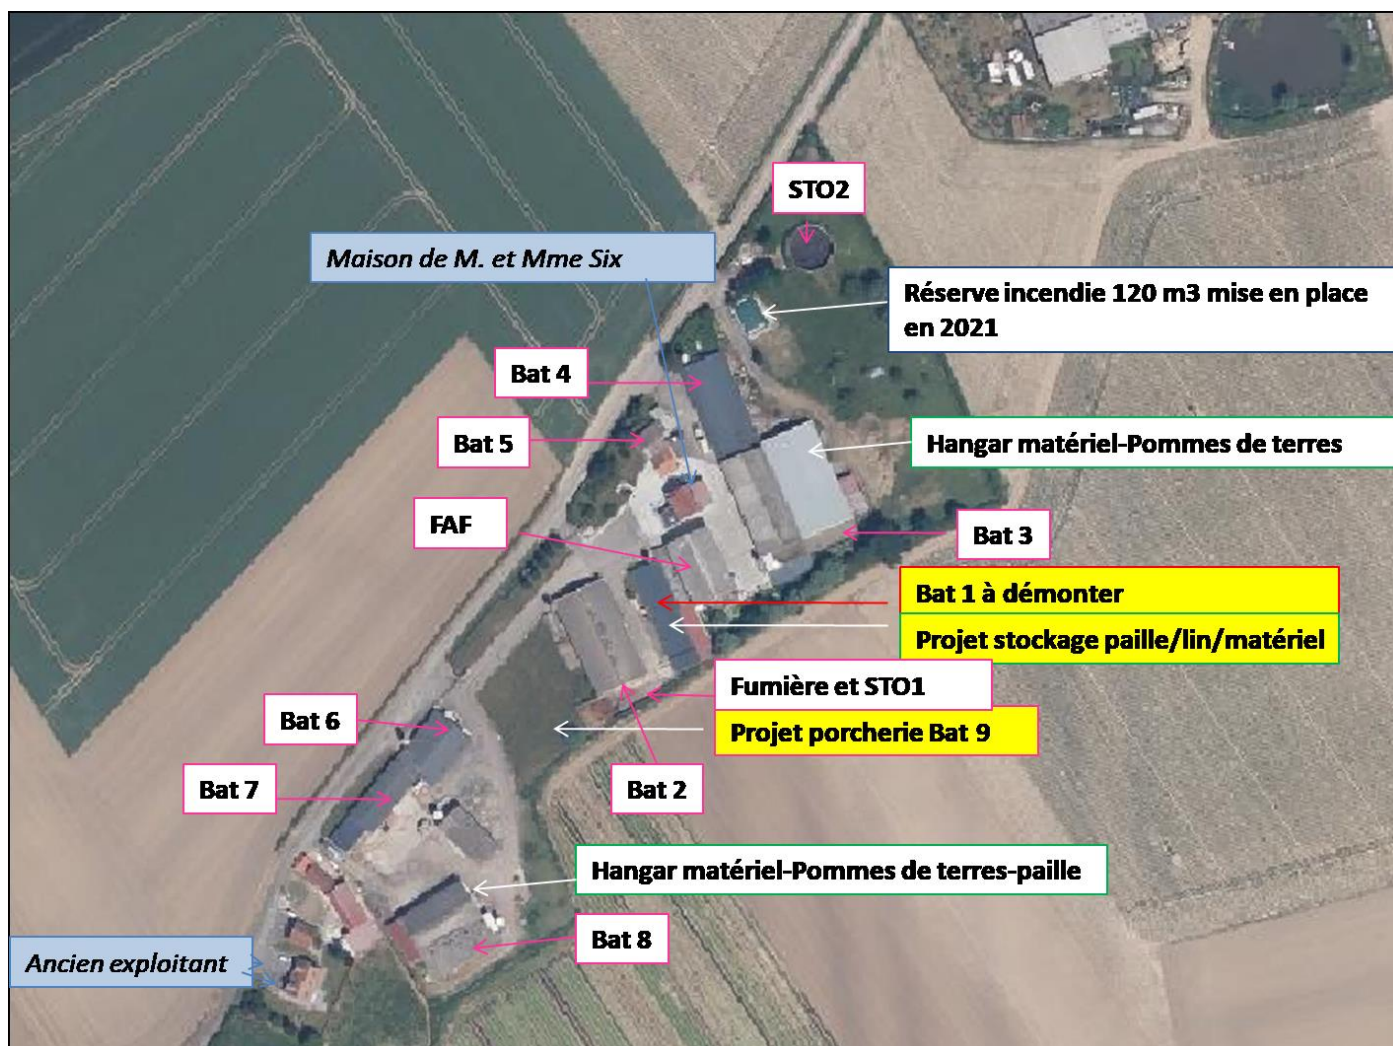 STO2
Maison de M. et Mme Six
Réserve incendie 120 m3 mise en place
en 2021
Bat 4
Bat 5
Hangar matériel-Pommes de terres
FAF
Bat 3
Bat 1 à démonter
Projet stockage paille/lin/matériel
Fumière et STO1
Projet porcherie Bat 9
Bat 6
Bat 7
Bat 2
Hangar matériel-Pommes de terres-paille
Bat 8
Ancien exploitant